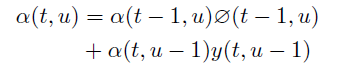 α(t, u) = α(t − 1, u)∅(t − 1, u)
+ α(t, u − 1)y(t, u − 1)